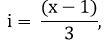 i = (x - 1)/3,